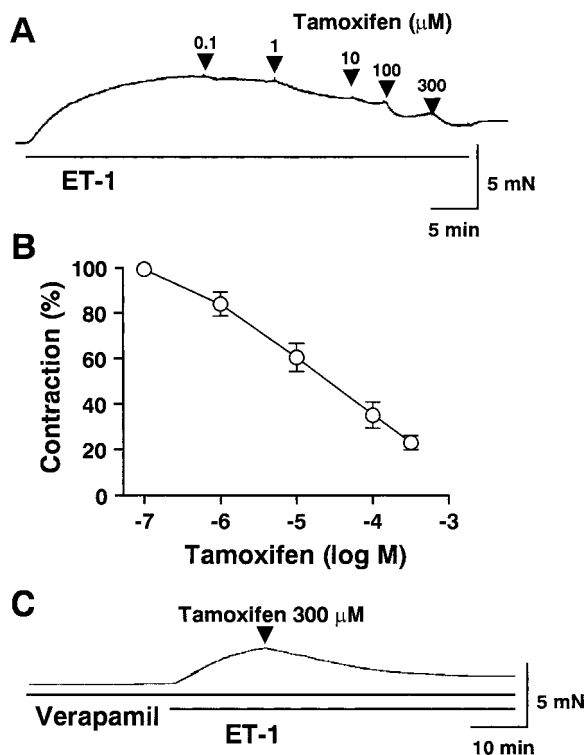 A
Tamoxifen (μM)
0.1 1 10 100 300
ET-1
5 mN
5 min
B
Contraction (%)
100
80
60
40
20
0
-7 -6 -5 -4 -3
Tamoxifen (log M)
C
Tamoxifen 300 μM
Verapamil
ET-1
5 mN
10 min